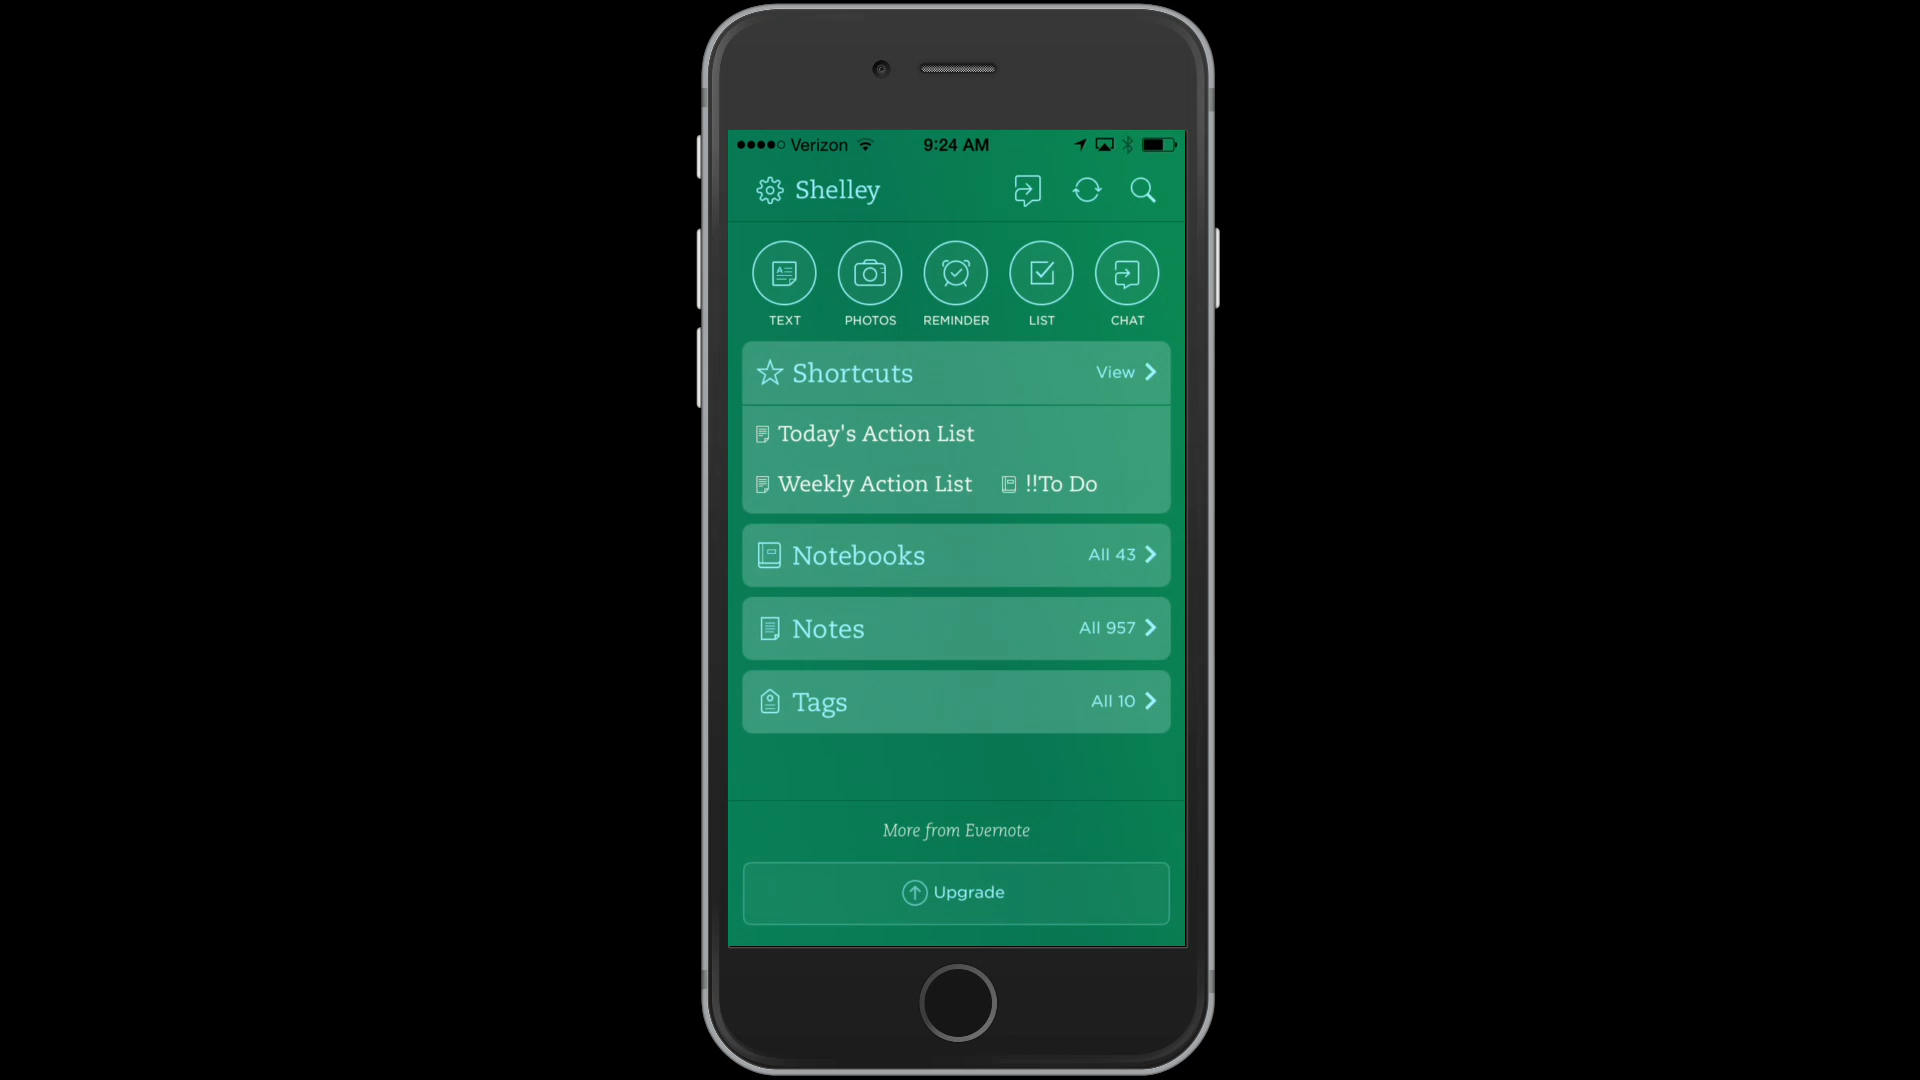 Verizon 9:24 AM
Shelley
TEXT PHOTOS REMINDER LIST CHAT
Shortcuts View
Today's Action List
Weekly Action List !!To Do
Notebooks All 43
Notes All 957
Tags All 10
More from Evernote
Upgrade